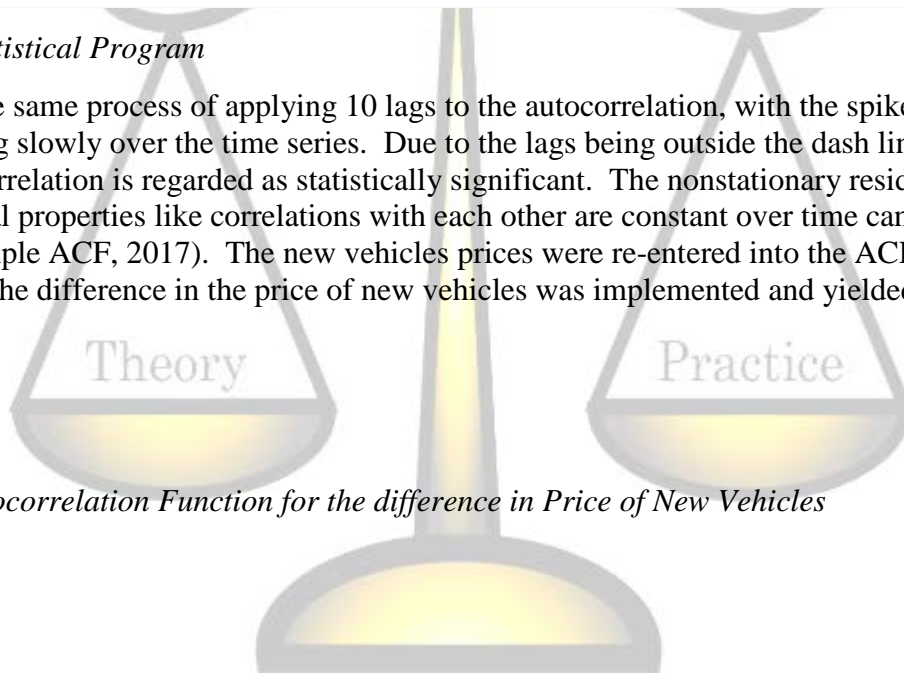 tistical Program
e same process of applying 10 lags to the autocorrelation, with the spike
g slowly over the time series. Due to the lags being outside the dash lin
rrelation is regarded as statistically significant. The nonstationary resid
l properties like correlations with each other are constant over time can
ple ACF, 2017). The new vehicles prices were re-entered into the ACF
he difference in the price of new vehicles was implemented and yielded
Theory Practice
ocorrelation Function for the difference in Price of New Vehicles